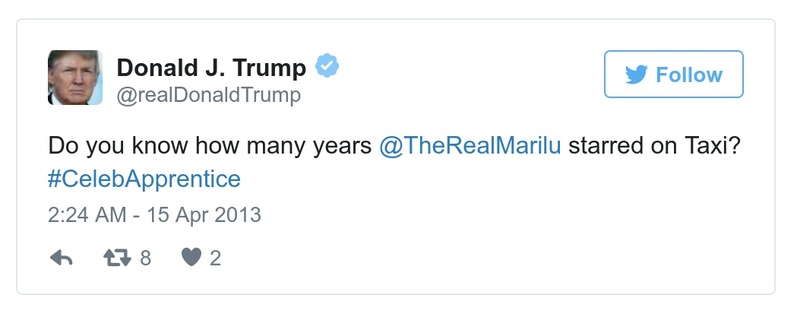 Donald J. Trump
@realDonaldTrump
Follow
Do you know how many years @TheRealMarilu starred on Taxi?
#CelebApprentice
2:24 AM - 15 Apr 2013
8
2